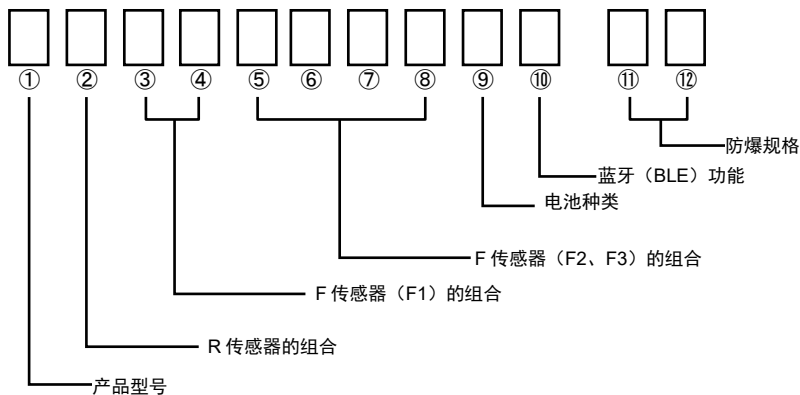 ① ② ③ ④ ⑤ ⑥ ⑦ ⑧ ⑨ ⑩ ⑪ ⑫
防爆规格
蓝牙（BLE）功能
电池种类
F 传感器（F2、F3）的组合
F 传感器（F1）的组合
R 传感器的组合
产品型号